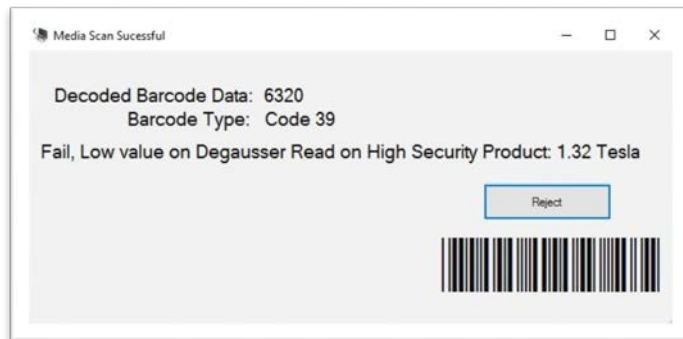 Media Scan Sucessful
Decoded Barcode Data: 6320
Barcode Type: Code 39
Fail, Low value on Degausser Read on High Security Product: 1.32 Tesla
Reject